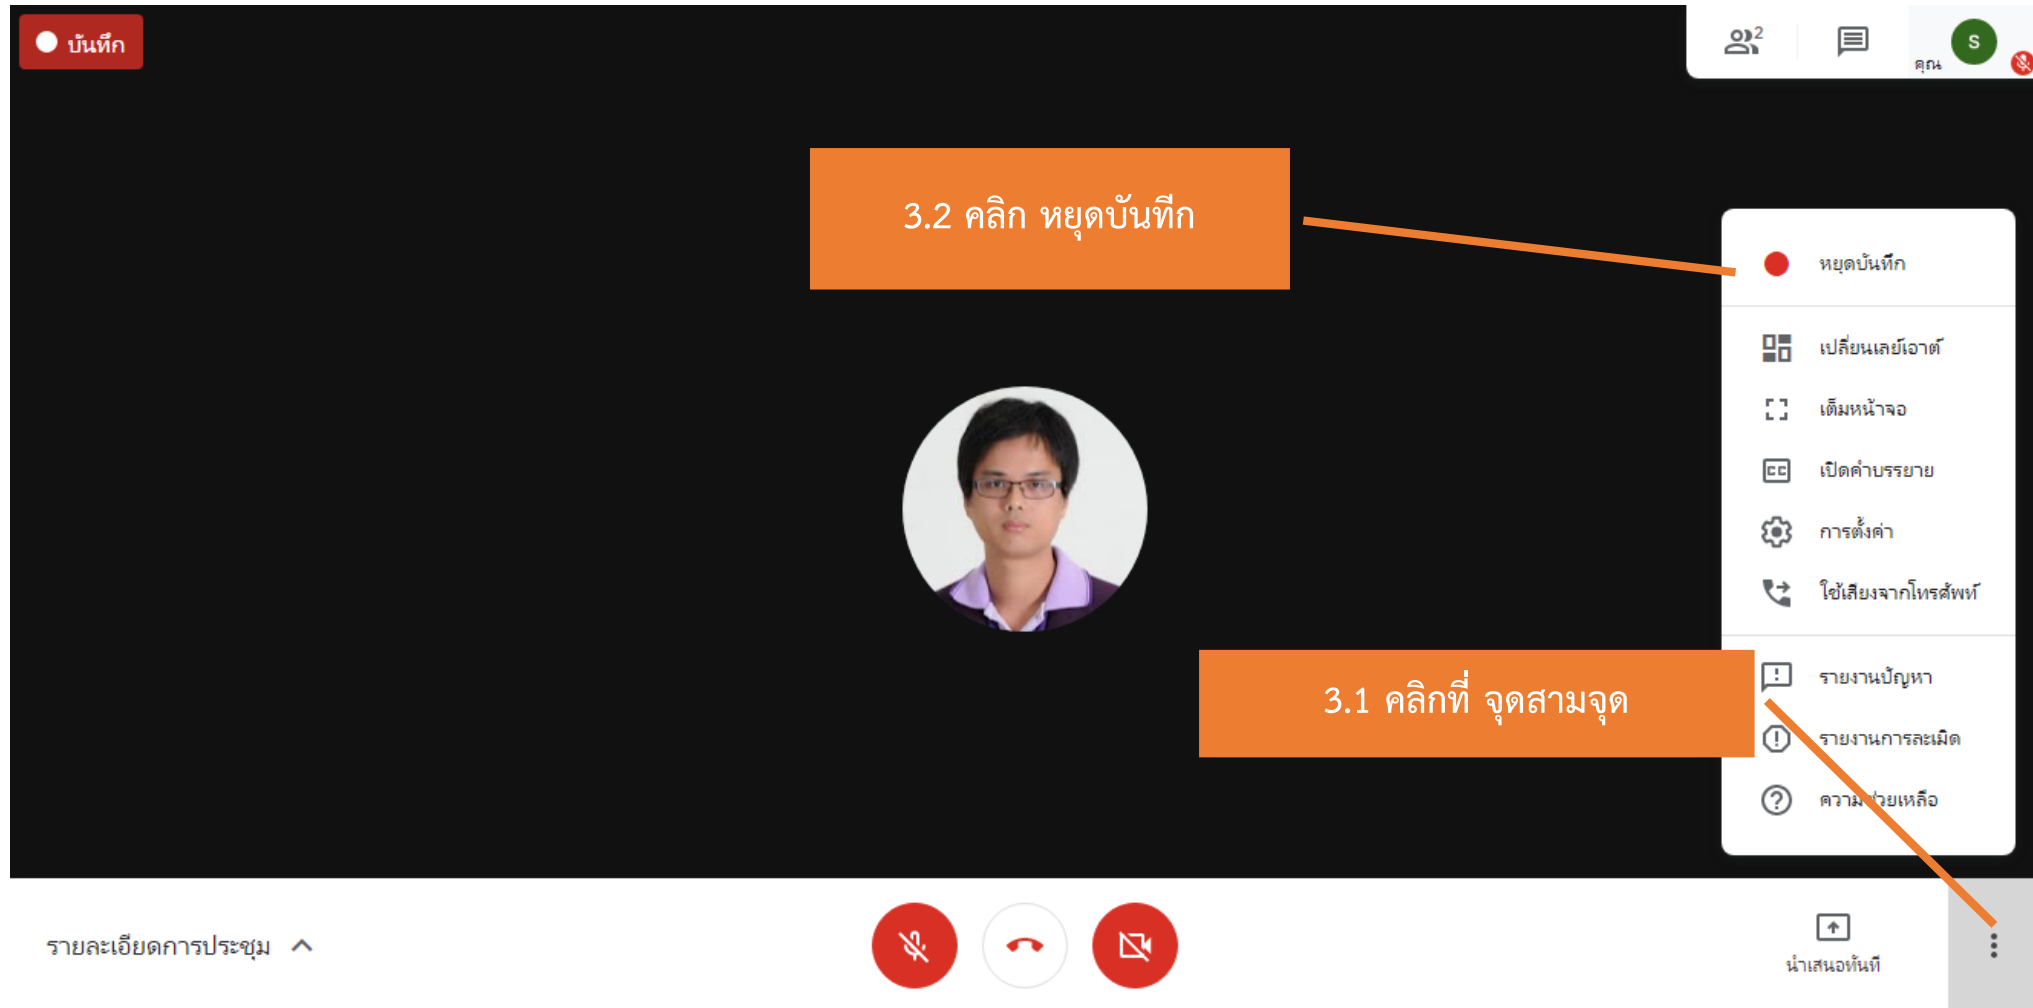 บันทึก
2
คุณ
S
3.2 คลิก หยุดบันทึก
หยุดบันทึก
เปลี่ยนเลย์เอาต์
เต็มหน้าจอ
CC
เปิดคำบรรยาย
การตั้งค่า
ใช้เสียงจากโทรศัพท์
3.1 คลิกที่ จุดสามจุด
รายงานปัญหา
รายงานการละเมิด
ความช่วยเหลือ
รายละเอียดการประชุม
นำเสนอทันที